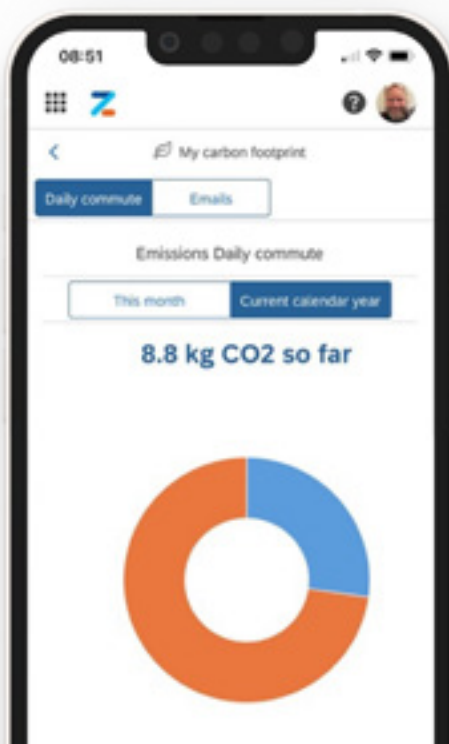 08:51
My carbon footprint
Daily commute Emails
Emissions Daily commute
This month Current calendar year
8.8 kg CO2 so far